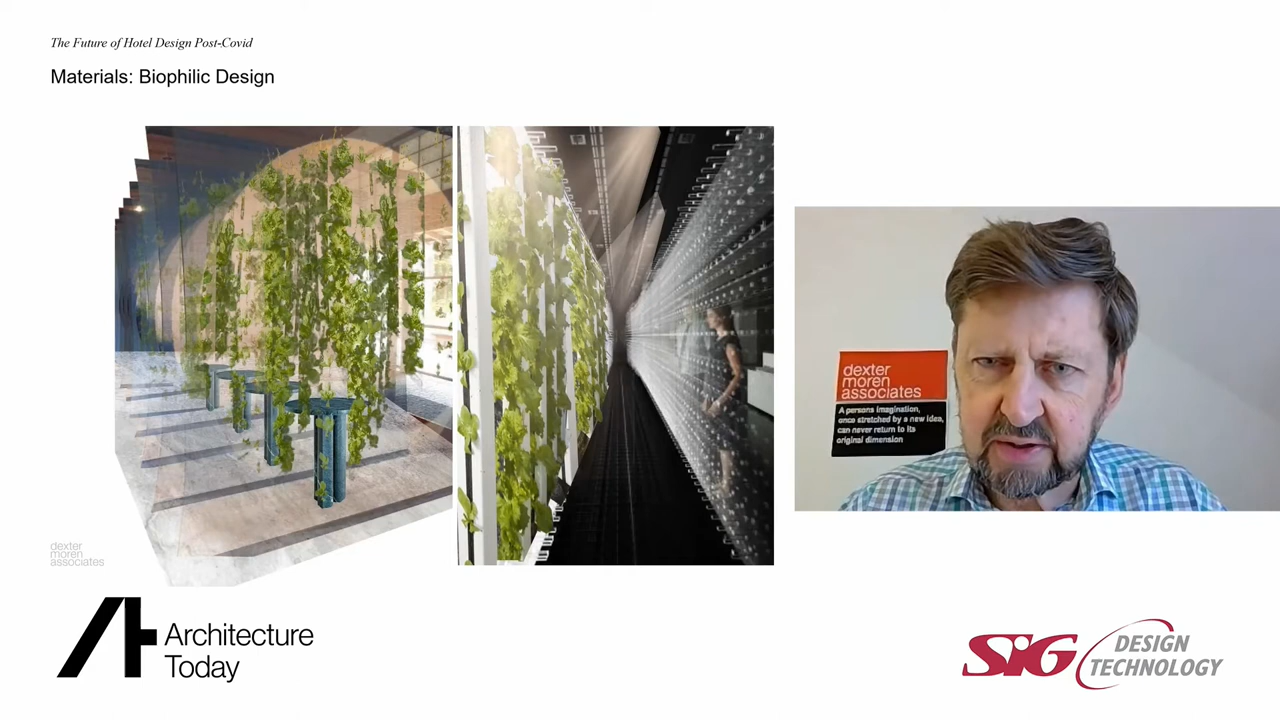 The Future of Hotel Design Post-Covid
Materials: Biophilic Design
dexter
moren
associates
A persons imagination,
once stretched by a new idea,
can never return to its
original dimension
dexter
moren
associates
Architecture
Today
SIG
DESIGN
TECHNOLOGY